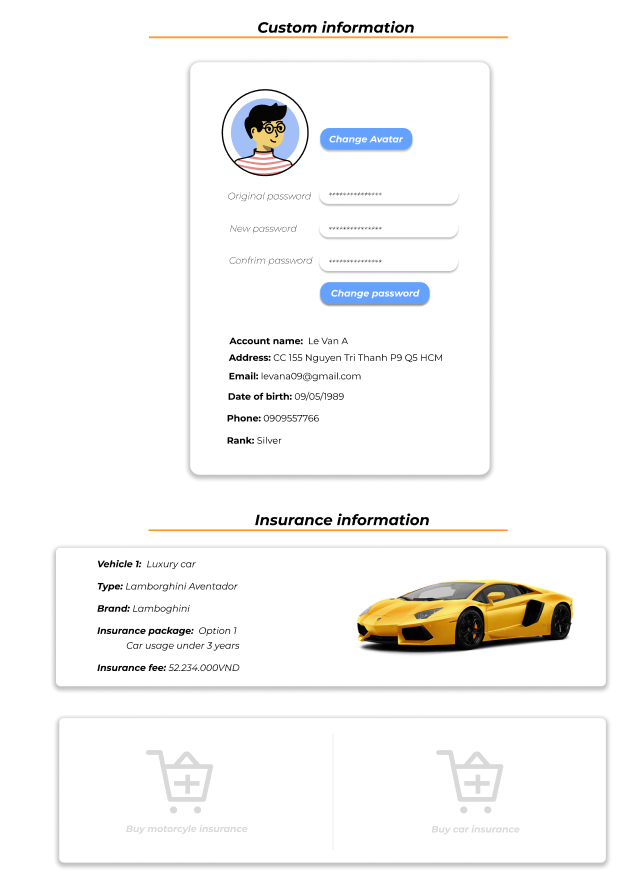 Custom information
Change Avatar
Original password ***************
New password ***************
Confrim password ***************
Change password
Account name: Le Van A
Address: CC 155 Nguyen Tri Thanh P9 Q5 HCM
Email: levana09@gmail.com
Date of birth: 09/05/1989
Phone: 0909557766
Rank: Silver
Insurance information
Vehicle 1: Luxury car
Type: Lamborghini Aventador
Brand: Lamboghini
Insurance package: Option 1
Car usage under 3 years
Insurance fee: 52.234.000VND
Buy motorcyle insurance
Buy car insurance